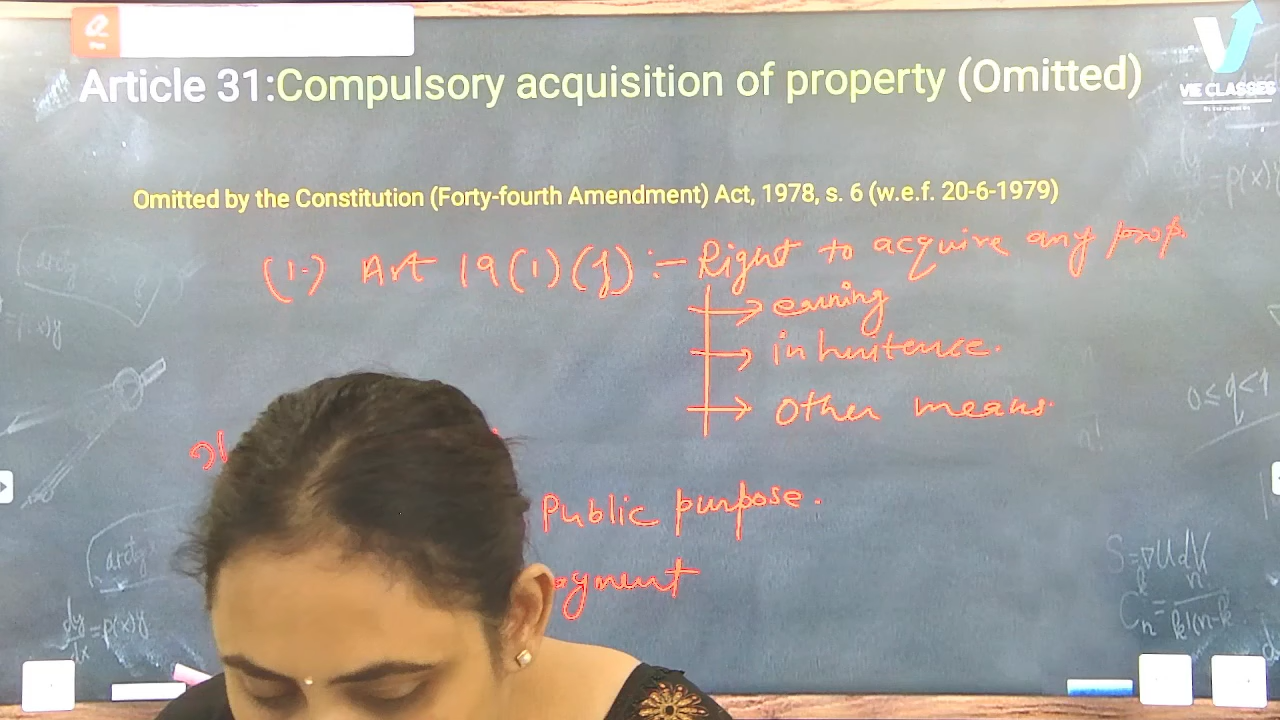 Article 31:Compulsory acquisition of property (Omitted)
VIE CLASSES
Omitted by the Constitution (Forty-fourth Amendment) Act, 1978, s. 6 (w.e.f. 20-6-1979)
(1.) Art 19(1)(f) :- Right to acquire any prop.
→ earning
→ inheritence.
→ Other means.
Public purpose.